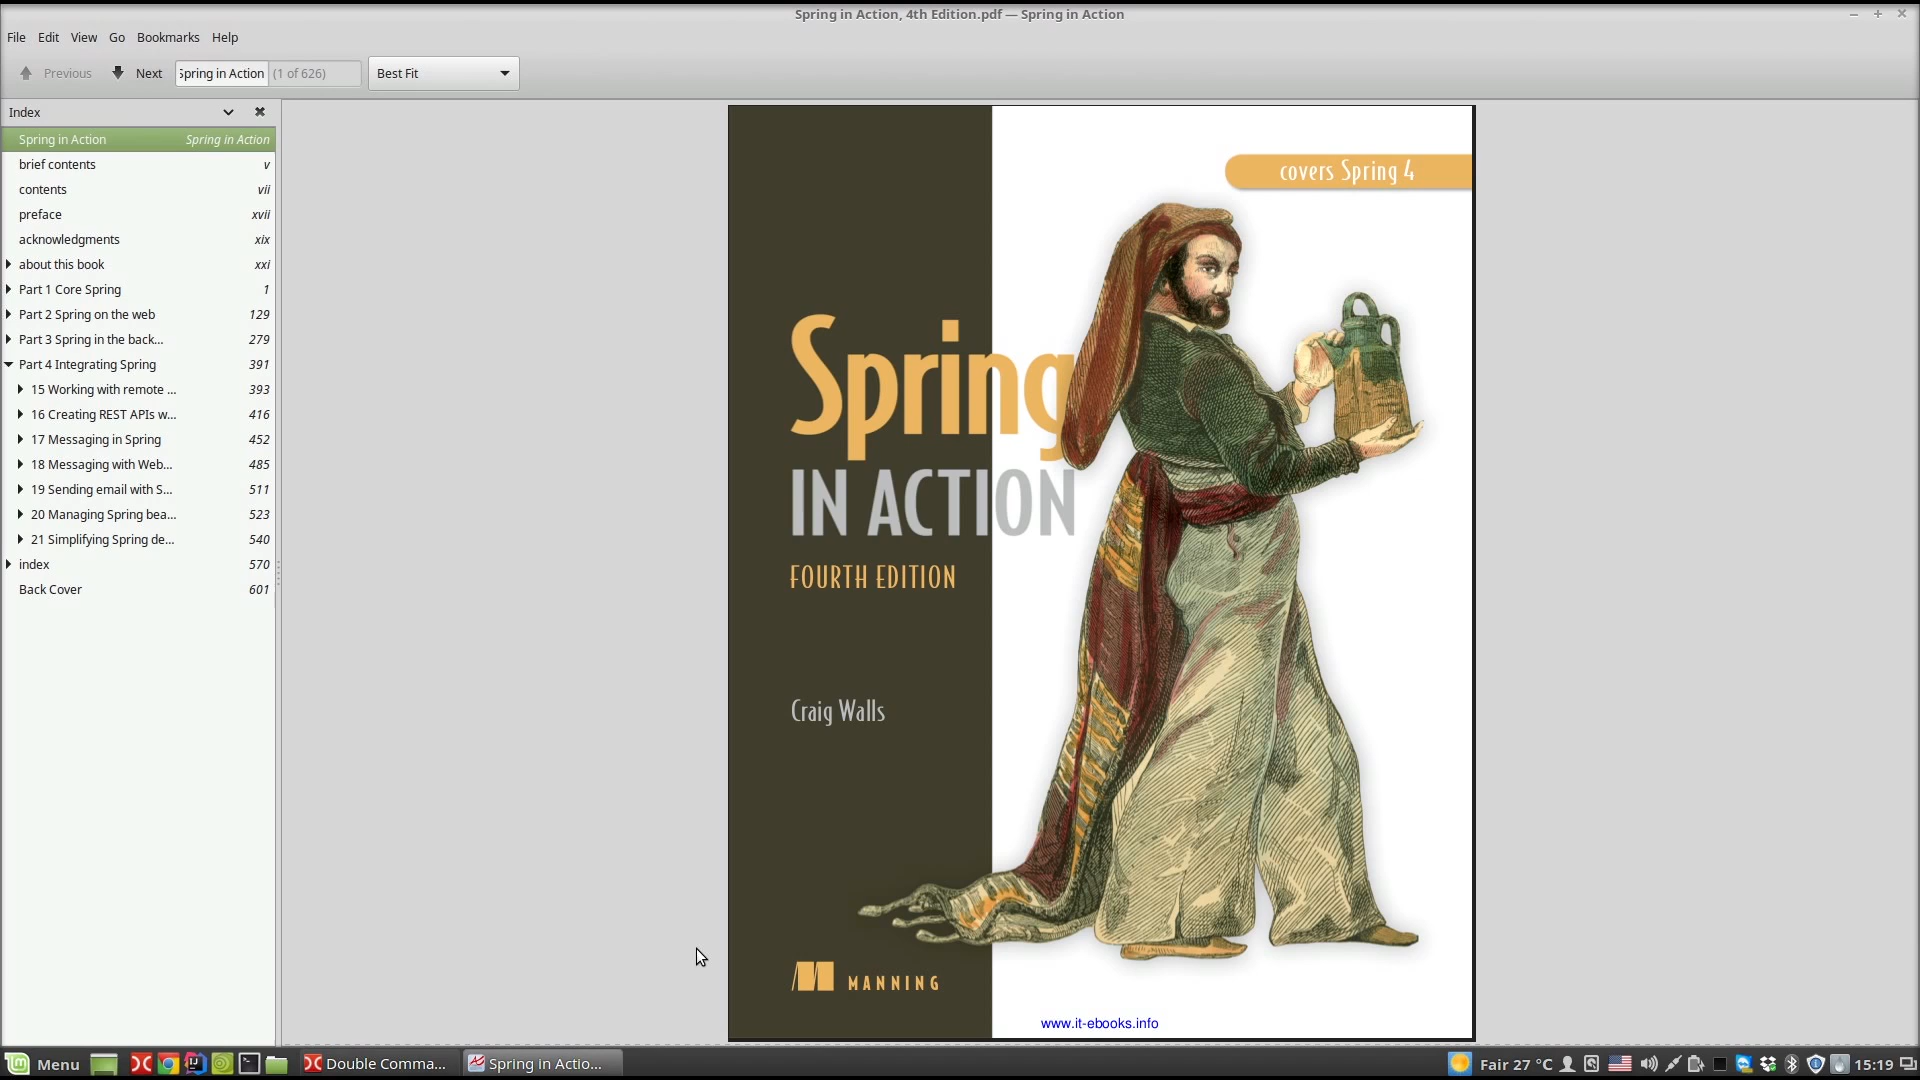 Spring in Action, 4th Edition.pdf — Spring in Action
File Edit View Go Bookmarks Help
Previous Next Spring in Action (1 of 626) Best Fit
Index
Spring in Action Spring in Action
brief contents v
contents vii
preface xvii
acknowledgments xix
about this book xxi
Part 1 Core Spring 1
Part 2 Spring on the web 129
Part 3 Spring in the back... 279
Part 4 Integrating Spring 391
15 Working with remote ... 393
16 Creating REST APIs w... 416
17 Messaging in Spring 452
18 Messaging with Web... 485
19 Sending email with S... 511
20 Managing Spring bea... 523
21 Simplifying Spring de... 540
index 570
Back Cover 601
covers Spring 4
Spring
IN ACTION
FOURTH EDITION
Craig Walls
MANNING
www.it-ebooks.info
Menu Double Comma... Spring in Actio... Fair 27 °C 15:19